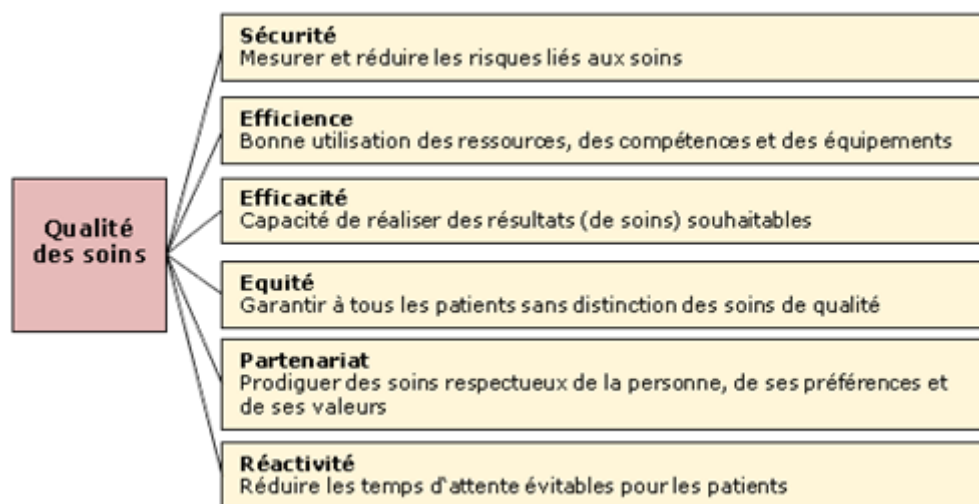 Sécurité
Mesurer et réduire les risques liés aux soins
Efficience
Bonne utilisation des ressources, des compétences et des équipements
Efficacité
Capacité de réaliser des résultats (de soins) souhaitables
Qualité
des soins
Equité
Garantir à tous les patients sans distinction des soins de qualité
Partenariat
Prodiguer des soins respectueux de la personne, de ses préférences et
de ses valeurs
Réactivité
Réduire les temps d'attente évitables pour les patients